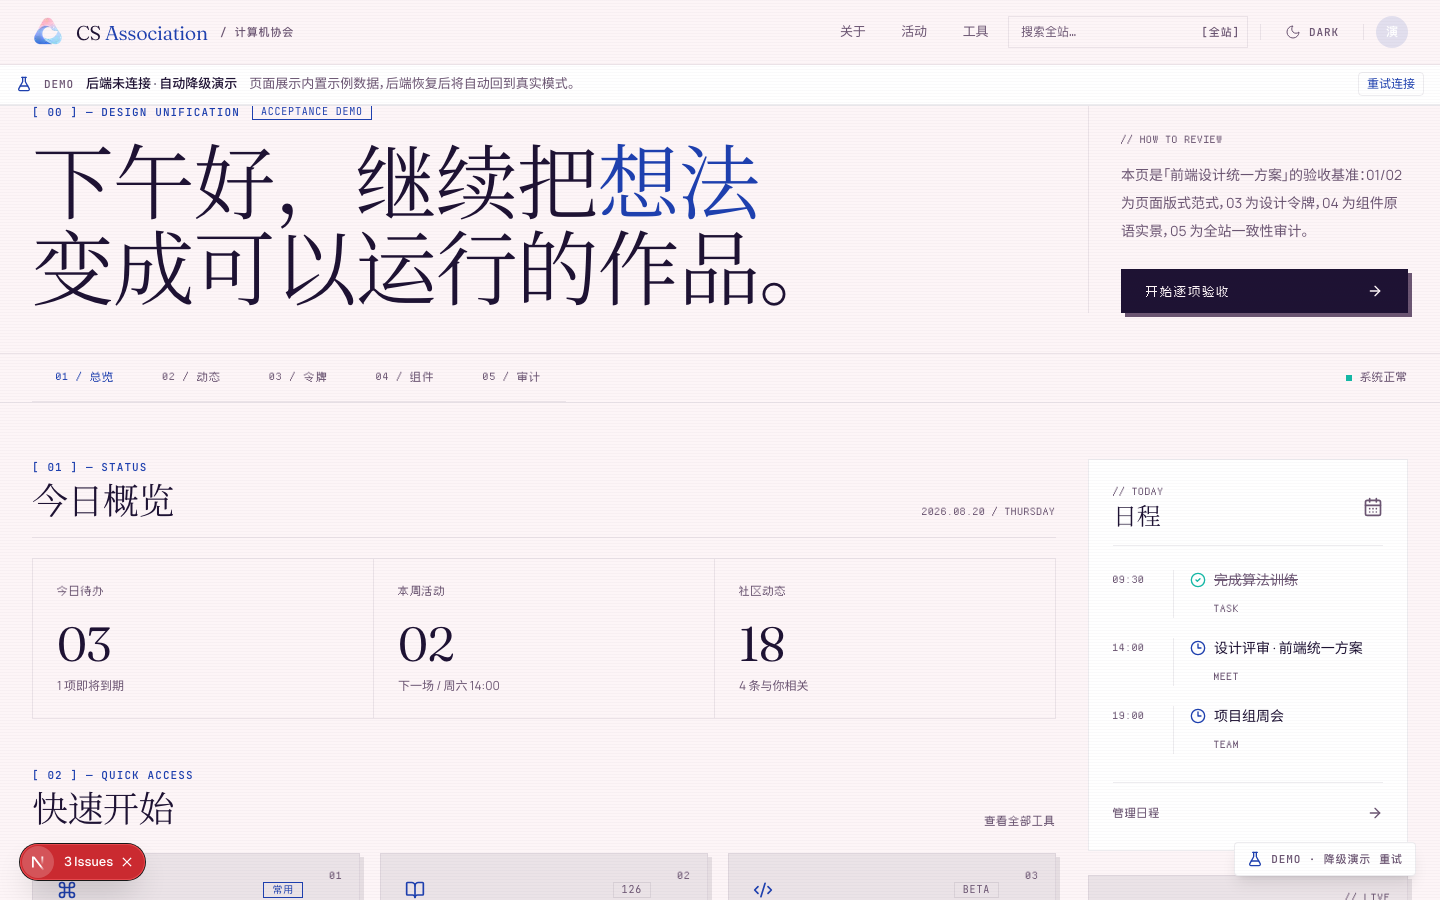 CS Association / 计算机协会
关于 活动 工具 搜索全站… [全站] DARK 演
DEMO 后端未连接 · 自动降级演示 页面展示内置示例数据,后端恢复后将自动回到真实模式。 重试连接
[ 00 ] — DESIGN UNIFICATION ACCEPTANCE DEMO
下午好,继续把想法
变成可以运行的作品。
// HOW TO REVIEW
本页是「前端设计统一方案」的验收基准:01/02
为页面版式范式,03 为设计令牌,04 为组件原
语实景,05 为全站一致性审计。
开始逐项验收
01 / 总览 02 / 动态 03 / 令牌 04 / 组件 05 / 审计 系统正常
[ 01 ] — STATUS
今日概览
2026.08.20 / THURSDAY
今日待办
03
1 项即将到期
本周活动
02
下一场 / 周六 14:00
社区动态
18
4 条与你相关
// TODAY
日程
09:30 完成算法训练
TASK
14:00 设计评审 · 前端统一方案
MEET
19:00 项目组周会
TEAM
管理日程
[ 02 ] — QUICK ACCESS
快速开始
查看全部工具
01
常用
02
126
03
BETA
// LIVE
N 3 Issues
DEMO · 降级演示 重试